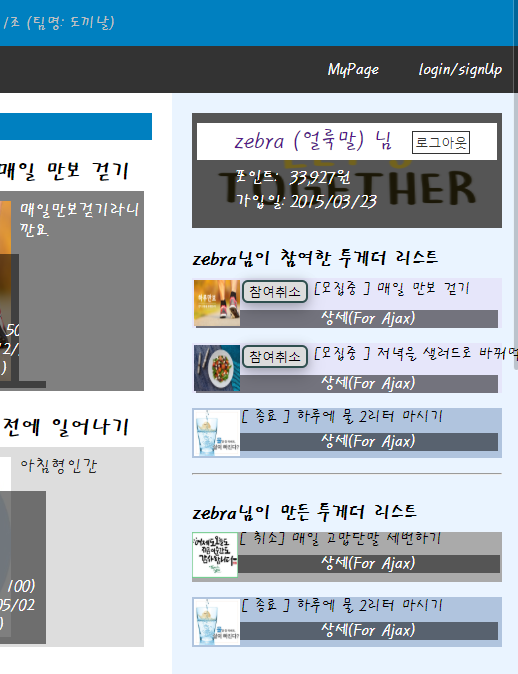 /조 (팀명: 도끼날)
MyPage login/signUp
매일 만보 걷기
매일만보걷기라니
깐요.
전에 일어나기
아침형인간
100)
05/02
)
zebra (얼룩말) 님 로그아웃
TOGETHER
포인트: 33927원
가입일: 2015/03/23
zebra님이 참여한 투게더 리스트
참여취소 [모집중 ] 매일 만보 걷기
상세(For Ajax)
참여취소 [모집중 ] 저녁을 샐러드로 바꿔먹
상세(For Ajax)
[ 종료 ] 하루에 물 2리터 마시기
상세(For Ajax)
zebra님이 만든 투게더 리스트
[ 취소] 매일 고맙단말 세번하기
상세(For Ajax)
[ 종료 ] 하루에 물 2리터 마시기
상세(For Ajax)